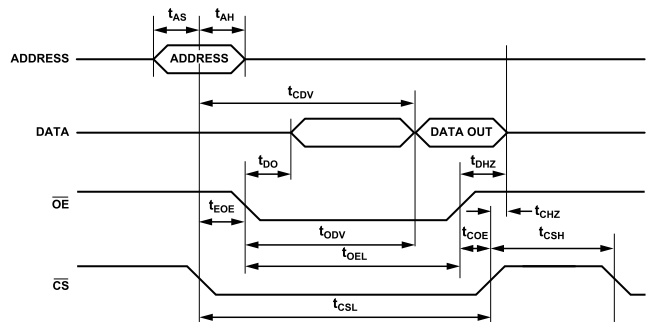 tAS tAH
ADDRESS ADDRESS
tCDV
DATA DATA OUT
tDO tDHZ
OE tEOE tCHZ
tODV tCOE tCSH
tOEL
CS
tCSL